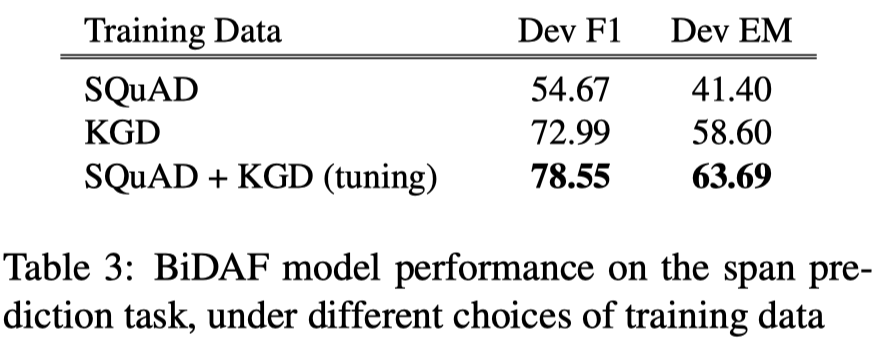 Training Data Dev F1 Dev EM
SQuAD 54.67 41.40
KGD 72.99 58.60
SQuAD + KGD (tuning) 78.55 63.69
Table 3: BiDAF model performance on the span pre-
diction task, under different choices of training data